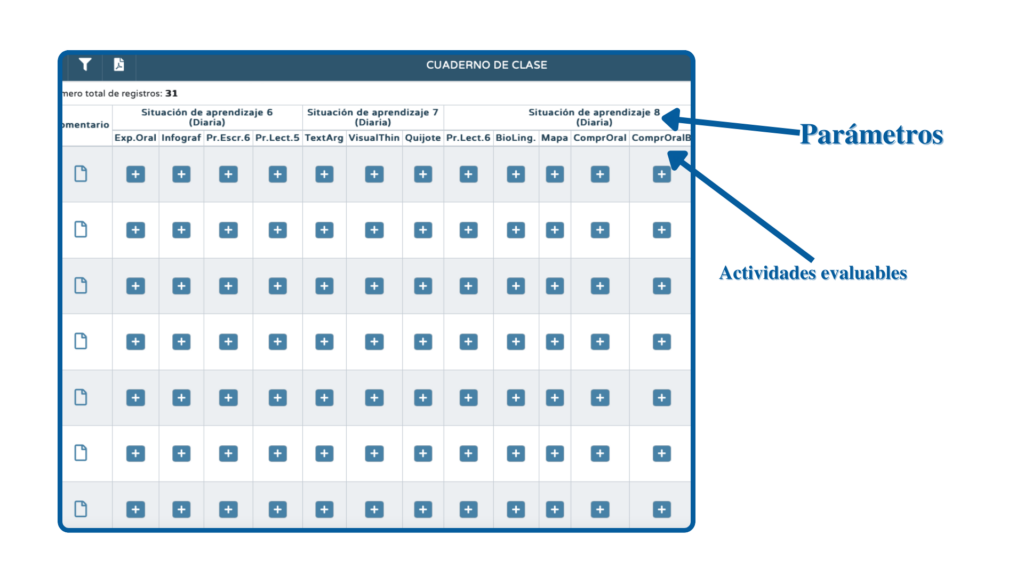 CUADERNO DE CLASE
mero total de registros: 31
omentario
Situación de aprendizaje 6
(Diaria)
Situación de aprendizaje 7
(Diaria)
Situación de aprendizaje 8
(Diaria)
Exp.Oral Infograf Pr.Escr.6 Pr.Lect.5 TextArg VisualThin Quijote Pr.Lect.6 BioLing. Mapa ComprOral ComprOralB
Parámetros
Actividades evaluables